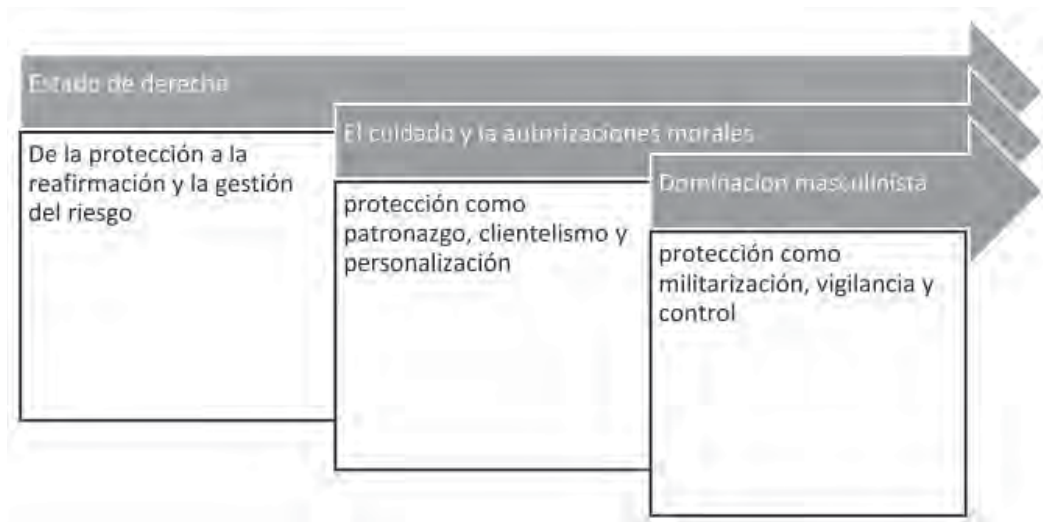 Estado de derecho
De la protección a la
reafirmación y la gestión
del riesgo
El cuidado y la autorizaciones morales
protección como
patronazgo, clientelismo y
personalización
Dominacion masculinista
protección como
militarización, vigilancia y
control